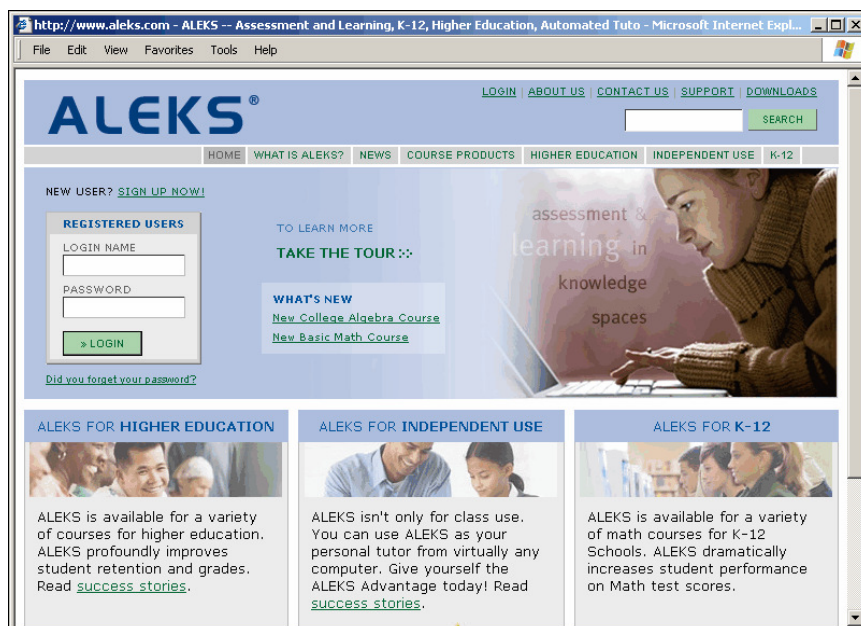 http://www.aleks.com - ALEKS -- Assessment and Learning, K-12, Higher Education, Automated Tuto - Microsoft Internet Expl...
File Edit View Favorites Tools Help
LOGIN | ABOUT US | CONTACT US | SUPPORT | DOWNLOADS
ALEKS®
SEARCH
HOME WHAT IS ALEKS? NEWS COURSE PRODUCTS HIGHER EDUCATION INDEPENDENT USE K-12
NEW USER? SIGN UP NOW!
REGISTERED USERS
LOGIN NAME
PASSWORD
» LOGIN
Did you forget your password?
TO LEARN MORE
TAKE THE TOUR
WHAT'S NEW
New College Algebra Course
New Basic Math Course
assessment &
learning in
knowledge
spaces
ALEKS FOR HIGHER EDUCATION
ALEKS is available for a variety
of courses for higher education.
ALEKS profoundly improves
student retention and grades.
Read success stories.
ALEKS FOR INDEPENDENT USE
ALEKS isn't only for class use.
You can use ALEKS as your
personal tutor from virtually any
computer. Give yourself the
ALEKS Advantage today! Read
success stories.
ALEKS FOR K-12
ALEKS is available for a variety
of math courses for K-12
Schools. ALEKS dramatically
increases student performance
on Math test scores.